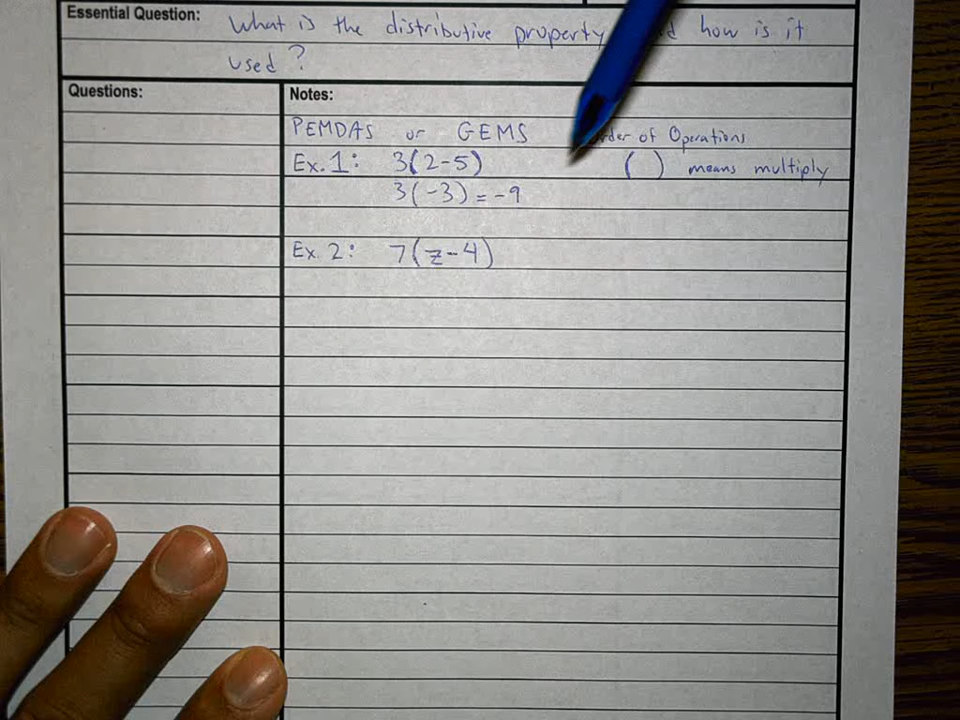 Essential Question: What is the distributive property how is it
used ?
Questions:
Notes:
PEMDAS or GEMS of Operations
Ex. 1: 3(2-5) ( ) means multiply
3(-3) = -9
Ex. 2: 7(z-4)